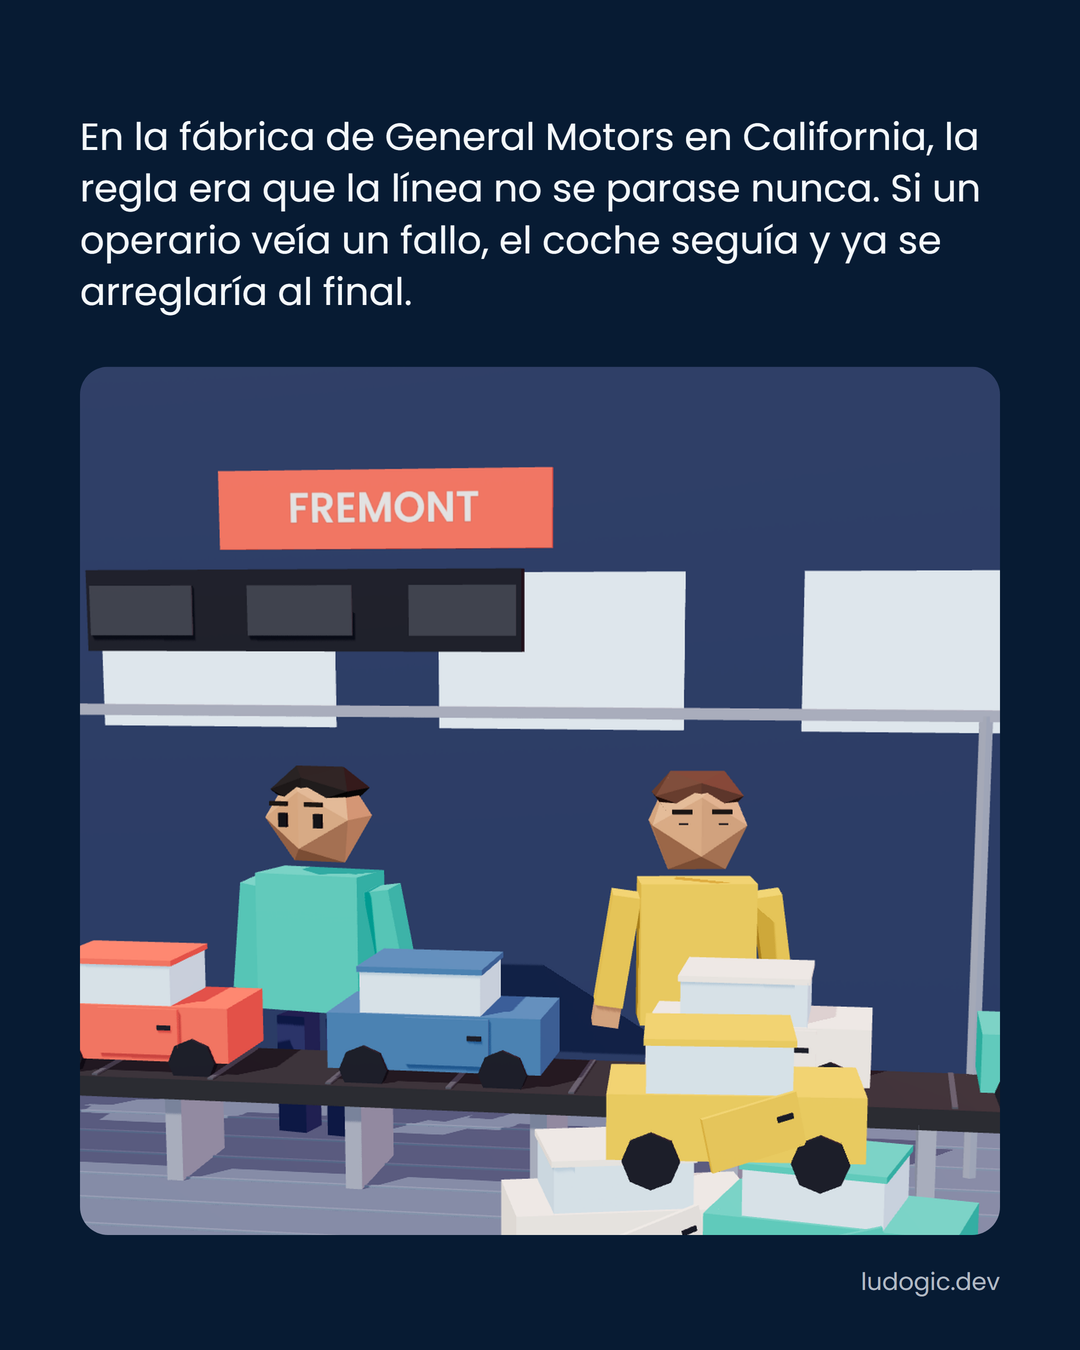 En la fábrica de General Motors en California, la
regla era que la línea no se parase nunca. Si un
operario veía un fallo, el coche seguía y ya se
arreglaría al final.
FREMONT
ludogic.dev